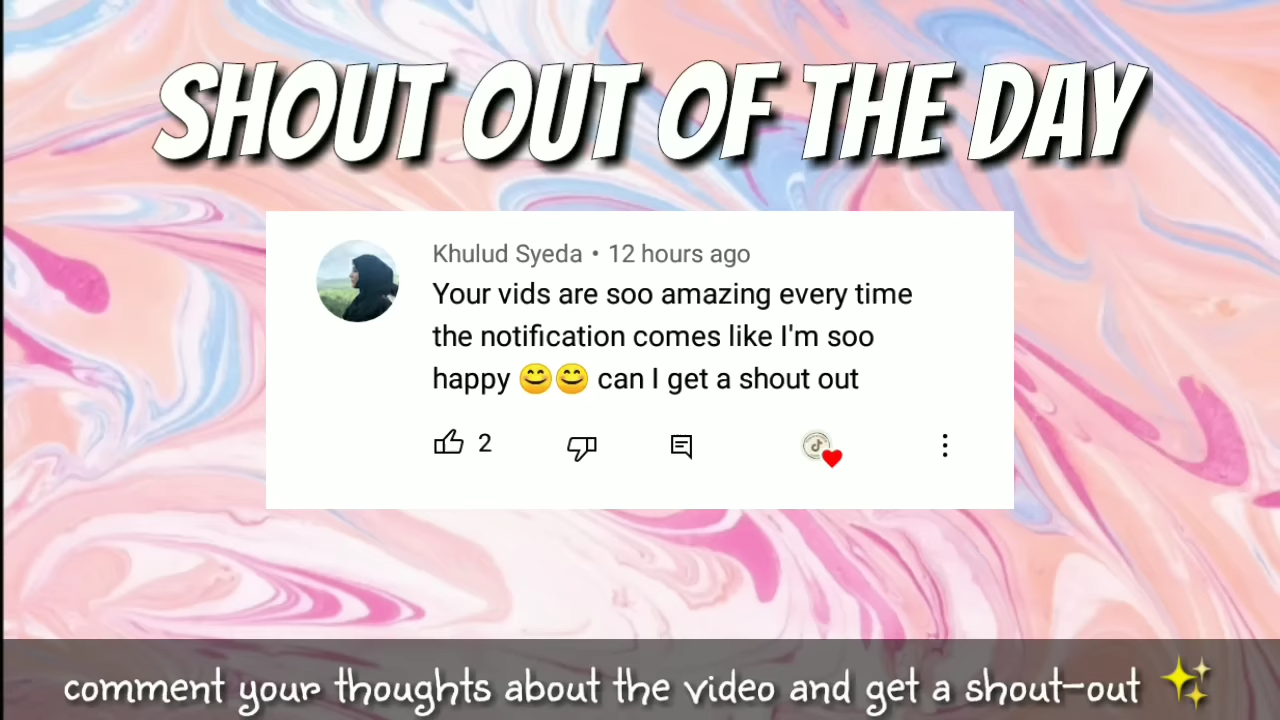 SHOUT OUT OF THE DAY
Khulud Syeda • 12 hours ago
Your vids are soo amazing every time
the notification comes like I'm soo
happy 😊😊 can I get a shout out
2
comment your thoughts about the video and get a shout-out ✨